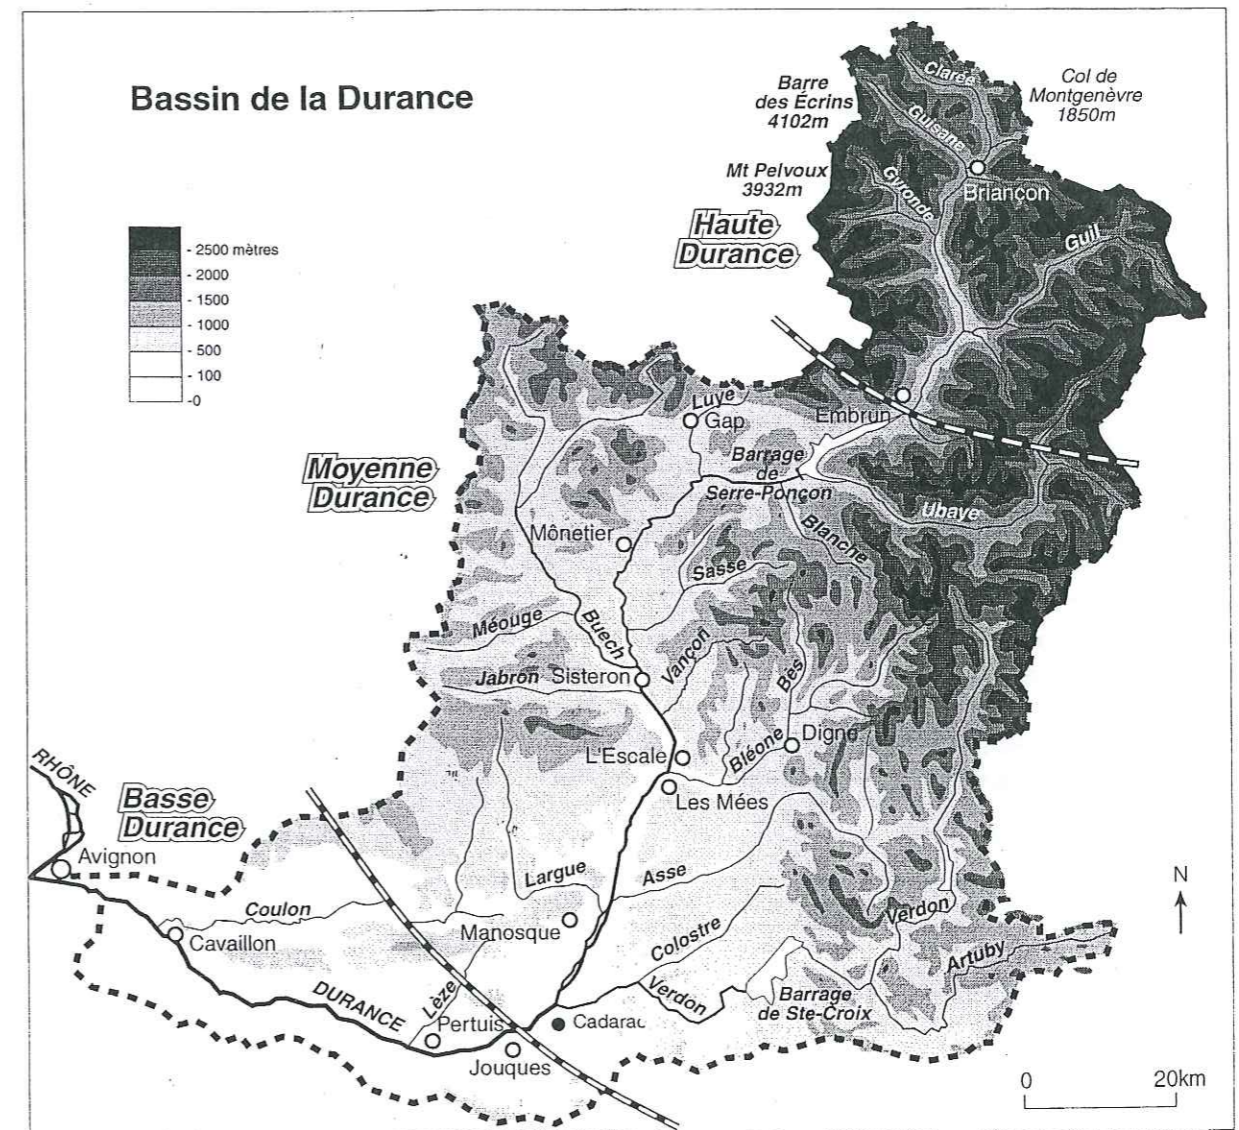 Bassin de la Durance
Barre
des Écrins
4102m
Col de
Montgenèvre
1850m
Clarée
Guisane
Mt Pelvoux
3932m
Gironde
Briançon
Haute
Durance
Guil
- 2500 mètres
- 2000
- 1500
- 1000
- 500
- 100
-0
Luye
Gap
Embrun
Moyenne
Durance
Barrage
de
Serre-Ponçon
Ubaye
Blanche
Mônetier
Sasse
Méouge
Buech
Vançon
Bès
Jabron
Sisteron
L'Escale
Bléone
Digne
Les Mées
RHÔNE
Basse
Durance
Avignon
Largue
Asse
Coulon
Cavaillon
Manosque
Colostre
Verdon
Artuby
N
DURANCE
Lèze
Pertuis
Verdon
Barrage
de Ste-Croix
Cadarac
Jouques
0 20km